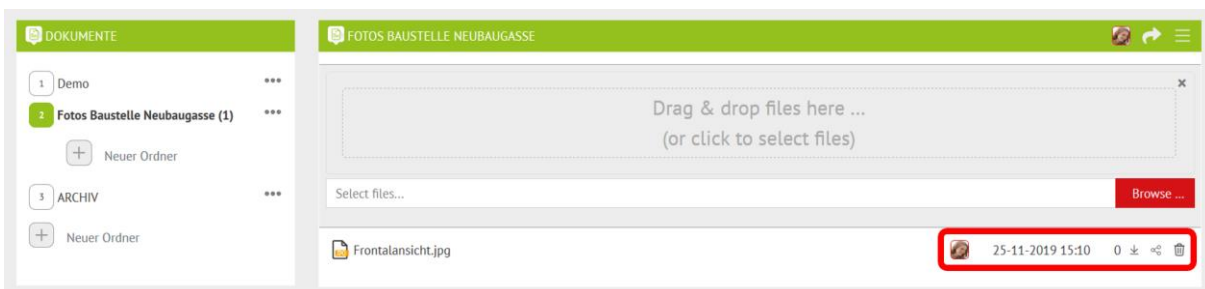 DOKUMENTE
1 Demo
2 Fotos Baustelle Neubaugasse (1)
+ Neuer Ordner
3 ARCHIV
+ Neuer Ordner
FOTOS BAUSTELLE NEUBAUGASSE
×
Drag & drop files here ...
(or click to select files)
Select files...
Browse ...
Frontalansicht.jpg 25-11-2019 15:10 0